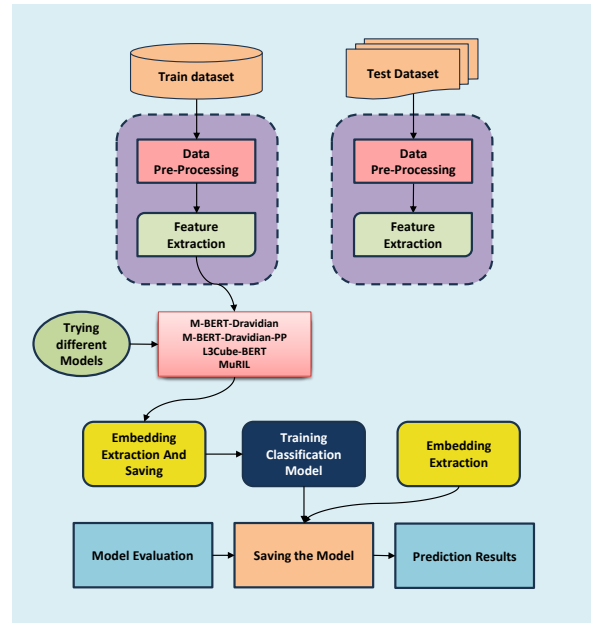 Train dataset
Test Dataset
Data
Pre-Processing
Data
Pre-Processing
Feature
Extraction
Feature
Extraction
Trying
different
Models
M-BERT-Dravidian
M-BERT-Dravidian-PP
L3Cube-BERT
MuRIL
Embedding
Extraction And
Saving
Training
Classification
Model
Embedding
Extraction
Model Evaluation
Saving the Model
Prediction Results